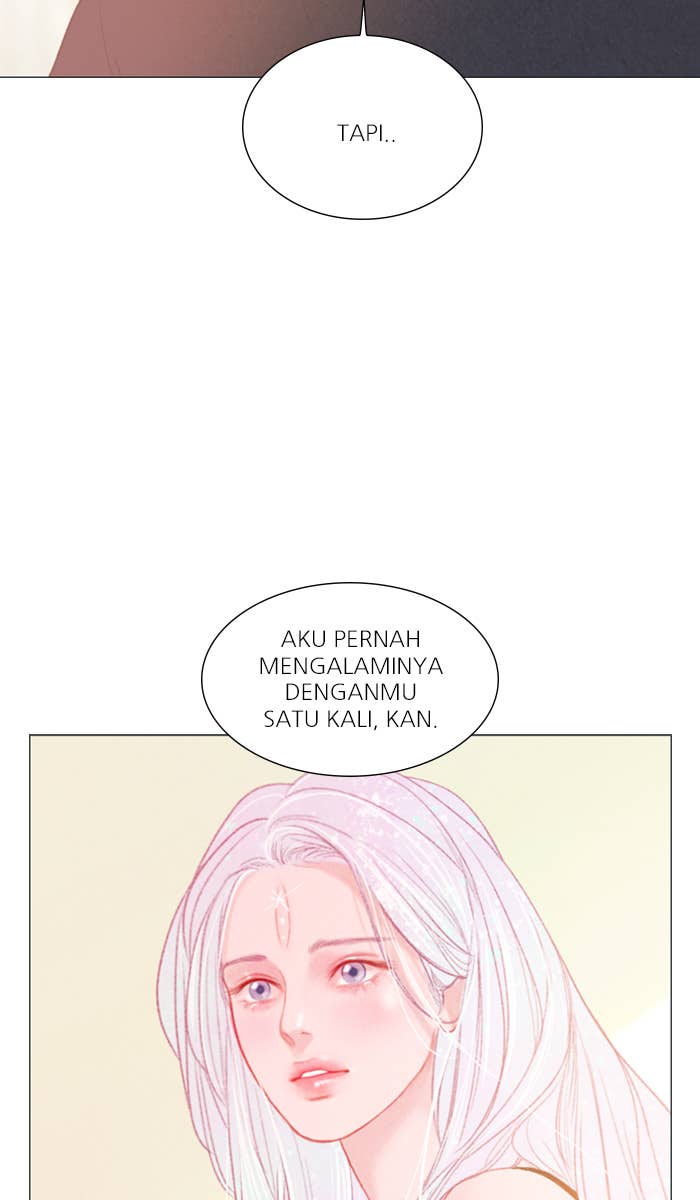 TAPI..
AKU PERNAH
MENGALAMINYA
DENGANMU
SATU KALI, KAN.